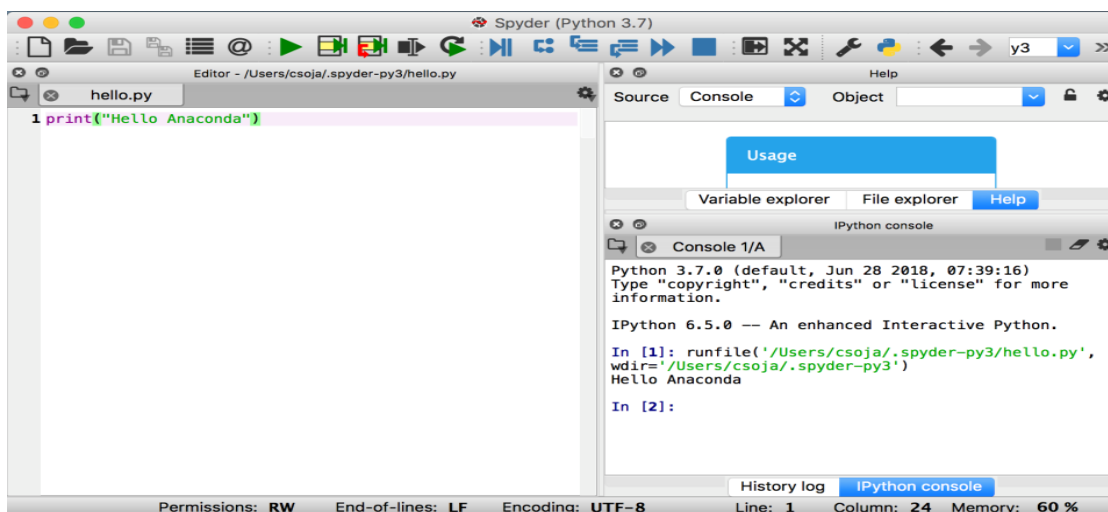 Spyder (Python 3.7)
y3
Editor - /Users/csoja/.spyder-py3/hello.py
hello.py
1 print("Hello Anaconda")
Help
Source Console Object
Usage
Variable explorer File explorer Help
IPython console
Console 1/A
Python 3.7.0 (default, Jun 28 2018, 07:39:16)
Type "copyright", "credits" or "license" for more
information.
IPython 6.5.0 -- An enhanced Interactive Python.
In [1]: runfile('/Users/csoja/.spyder-py3/hello.py',
wdir='/Users/csoja/.spyder-py3')
Hello Anaconda
In [2]:
History log IPython console
Permissions: RW End-of-lines: LF Encoding: UTF-8 Line: 1 Column: 24 Memory: 60 %